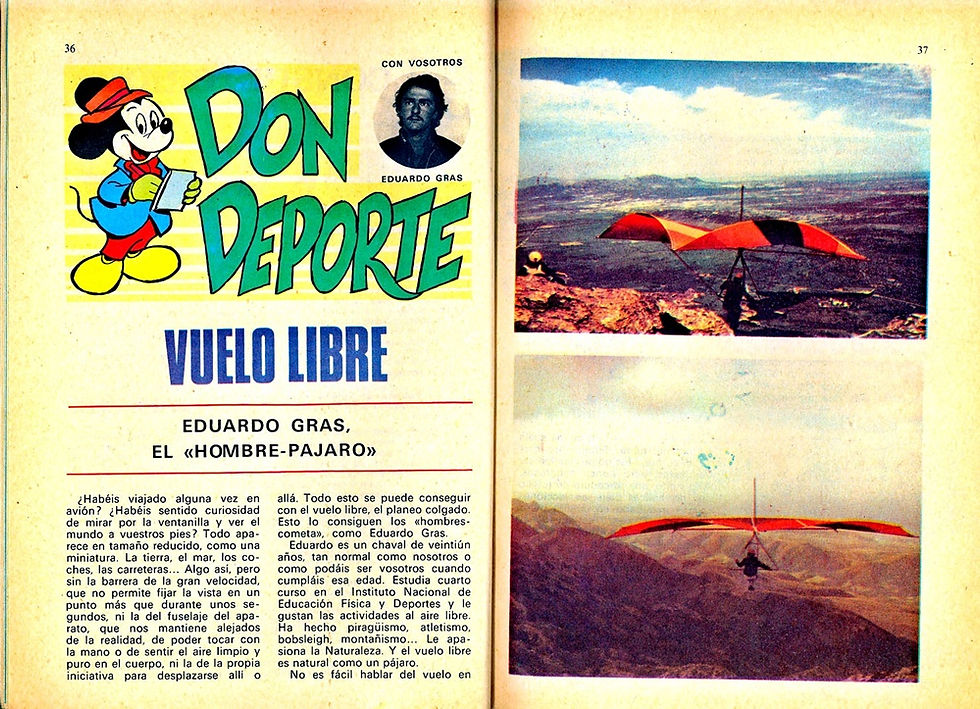 36
37
CON VOSOTROS
DON
DEPORTE
EDUARDO GRAS
VUELO LIBRE
EDUARDO GRAS,
EL «HOMBRE-PAJARO»
¿Habéis viajado alguna vez en
avión? ¿Habéis sentido curiosidad
de mirar por la ventanilla y ver el
mundo a vuestros pies? Todo apa-
rece en tamaño reducido, como una
miniatura. La tierra, el mar, los co-
ches, las carreteras... Algo así, pero
sin la barrera de la gran velocidad,
que no permite fijar la vista en un
punto más que durante unos se-
gundos, ni la del fuselaje del apa-
rato, que nos mantiene alejados
de la realidad, de poder tocar con
la mano o de sentir el aire limpio y
puro en el cuerpo, ni la de la propia
iniciativa para desplazarse allí o
allá. Todo esto se puede conseguir
con el vuelo libre, el planeo colgado.
Esto lo consiguen los «hombres-
cometa», como Eduardo Gras.
Eduardo es un chaval de veintiún
años, tan normal como nosotros o
como podáis ser vosotros cuando
cumpláis esa edad. Estudia cuarto
curso en el Instituto Nacional de
Educación Física y Deportes y le
gustan las actividades al aire libre.
Ha hecho piragüismo, atletismo,
bobsleigh, montañismo... Le apa-
siona la Naturaleza. Y el vuelo libre
es natural como un pájaro.
No es fácil hablar del vuelo en